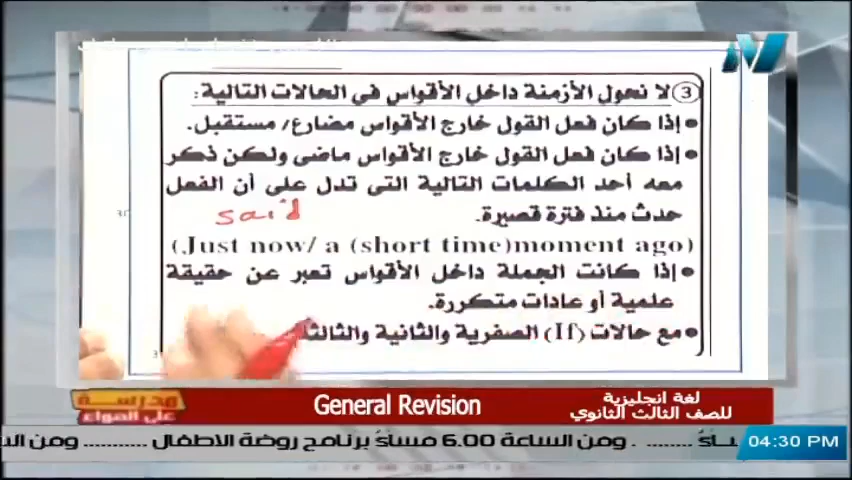 ③ لا نحول الأزمنة داخل الأقواس فى الحالات التالية:
● إذا كان فعل القول خارج الأقواس مضارع/ مستقبل.
● إذا كان فعل القول خارج الأقواس ماضى ولكن ذكر
معه أحد الكلمات التالية التى تدل على أن الفعل
حدث منذ فترة قصيرة.
said
(Just now/ a (short time)moment ago)
● إذا كانت الجملة داخل الأقواس تعبر عن حقيقة
علمية أو عادات متكررة.
● مع حالات (If) الصفرية والثانية والثالثة
مدرسة
على الهواء
General Revision
لغة انجليزية
للصف الثالث الثانوي
ومن الساعة 6.00 مساءً برنامج روضة الاطفال .......... ومن
04:30 PM